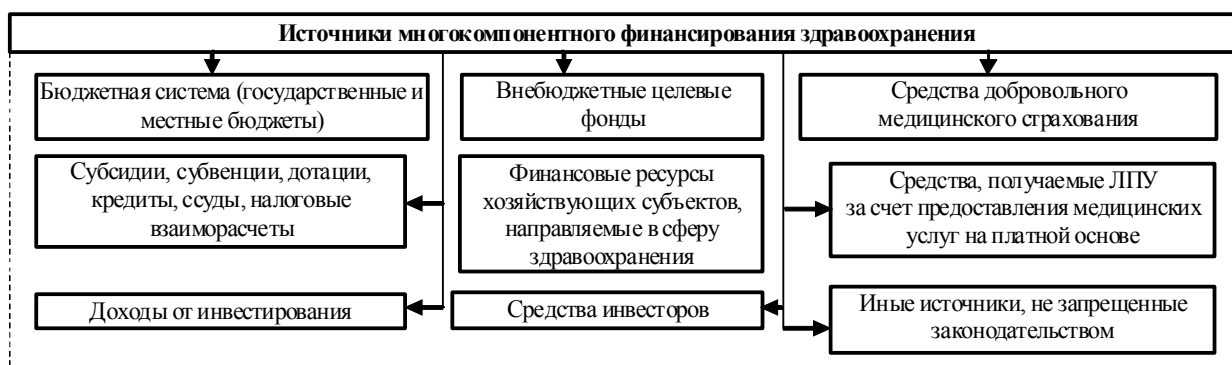 Источники многокомпонентного финансирования здравоохранения
Бюджетная система (государственные и
местные бюджеты)
Внебюджетные целевые
фонды
Средства добровольного
медицинского страхования
Субсидии, субвенции, дотации,
кредиты, ссуды, налоговые
взаиморасчеты
Финансовые ресурсы
хозяйствующих субъектов,
направляемые в сферу
здравоохранения
Средства, получаемые ЛПУ
за счет предоставления медицинских
услуг на платной основе
Доходы от инвестирования
Средства инвесторов
Иные источники, не запрещенные
законодательством